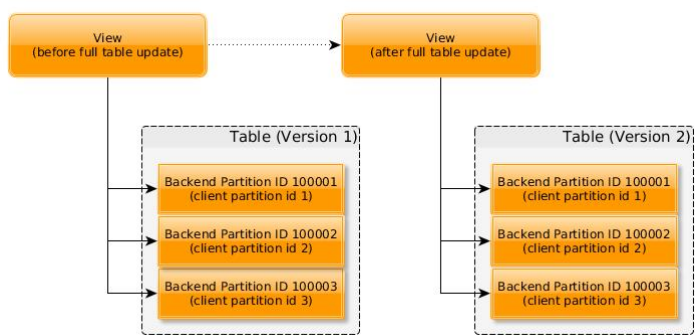 View
(before full table update)
View
(after full table update)
Table (Version 1)
Backend Partition ID 100001
(client partition id 1)
Backend Partition ID 100002
(client partition id 2)
Backend Partition ID 100003
(client partition id 3)
Table (Version 2)
Backend Partition ID 100001
(client partition id 1)
Backend Partition ID 100002
(client partition id 2)
Backend Partition ID 100003
(client partition id 3)